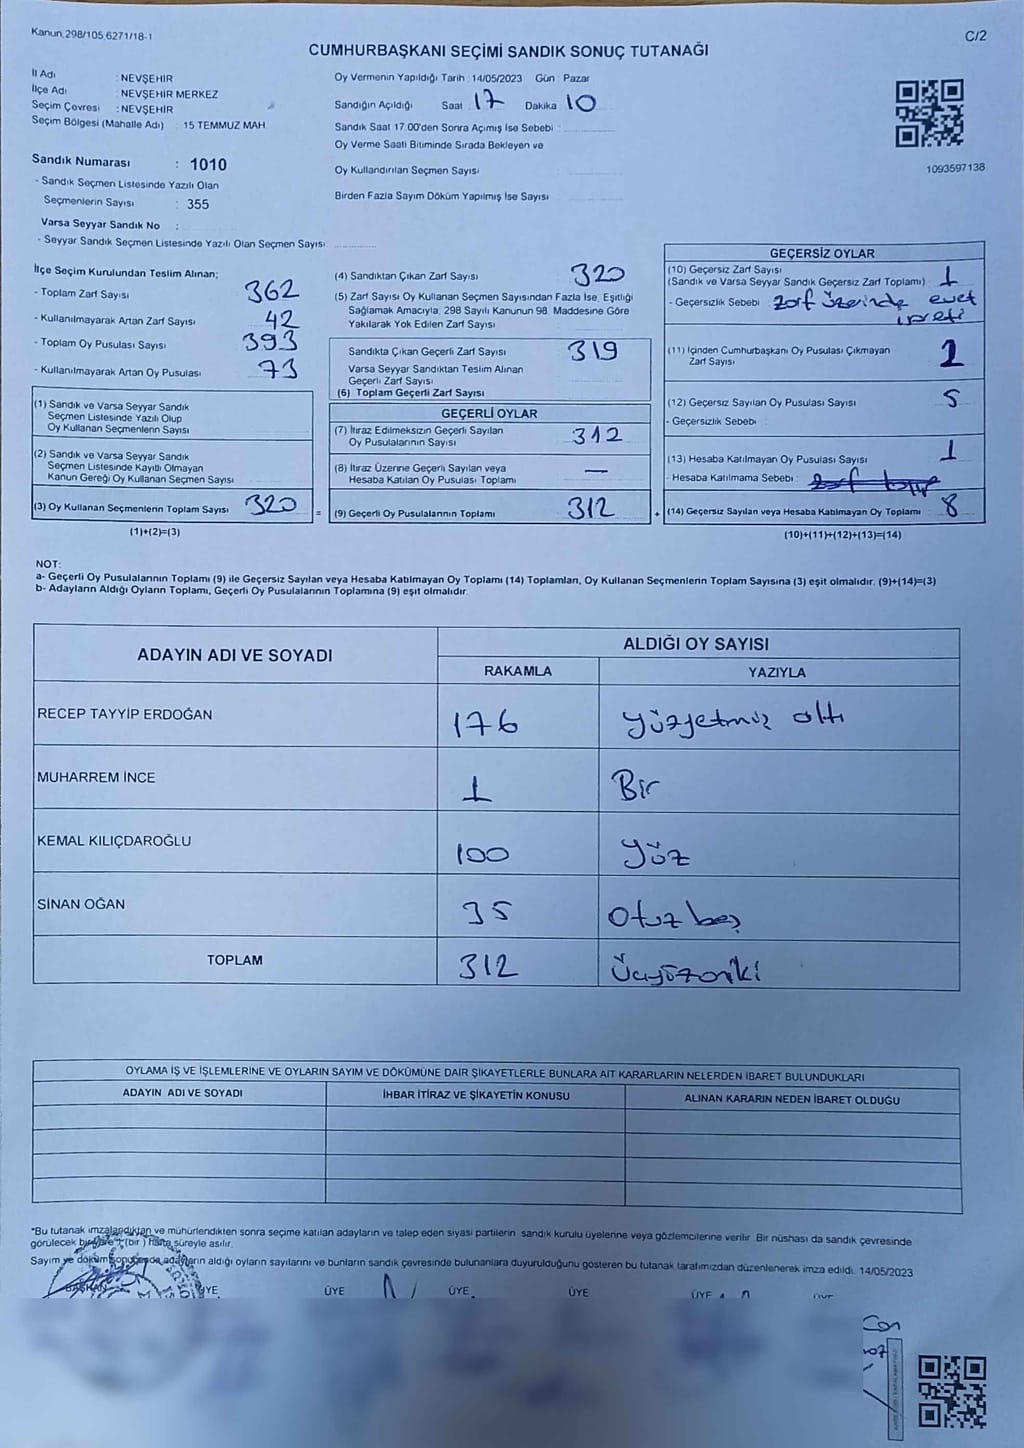 Kanun, 298/105,6271/18-1
C/2
CUMHURBAŞKANI SEÇİMİ SANDIK SONUÇ TUTANAĞI
İl Adı : NEVŞEHİR
İlçe Adı : NEVŞEHİR MERKEZ
Seçim Çevresi : NEVŞEHİR
Seçim Bölgesi (Mahalle Adı) : 15 TEMMUZ MAH.
Oy Vermenin Yapıldığı Tarih : 14/05/2023 Gün : Pazar
Sandığın Açıldığı Saat : 17 Dakika : 10
Sandık Saat 17.00'den Sonra Açımış İse Sebebi :
Oy Verme Saati Bitiminde Sırada Bekleyen ve
Oy Kullandırılan Seçmen Sayısı
Birden Fazla Sayım Döküm Yapılmış İse Sayısı
1093597138
Sandık Numarası : 1010
- Sandık Seçmen Listesinde Yazılı Olan
Seçmenlerin Sayısı : 355
Varsa Seyyar Sandık No :
- Seyyar Sandık Seçmen Listesinde Yazılı Olan Seçmen Sayısı:
İlçe Seçim Kurulundan Teslim Alınan;
- Toplam Zarf Sayısı 362
- Kullanılmayarak Artan Zarf Sayısı 42
- Toplam Oy Pusulası Sayısı 393
- Kullanılmayarak Artan Oy Pusulası 73
(1) Sandık ve Varsa Seyyar Sandık
Seçmen Listesinde Yazılı Olup
Oy Kullanan Seçmenlerin Sayısı
(2) Sandık ve Varsa Seyyar Sandık
Seçmen Listesinde Kayıtlı Olmayan
Kanun Gereği Oy Kullanan Seçmen Sayısı
(3) Oy Kullanan Seçmenlerin Toplam Sayısı 320
(1)+(2)=(3)
(4) Sandıktan Çıkan Zarf Sayısı 320
(5) Zarf Sayısı Oy Kullanan Seçmen Sayısından Fazla İse, Eşitliği
Sağlamak Amacıyla, 298 Sayılı Kanunun 98. Maddesine Göre
Yakılarak Yok Edilen Zarf Sayısı
Sandıkta Çıkan Geçerli Zarf Sayısı 319
Varsa Seyyar Sandıktan Teslim Alınan
Geçerli Zarf Sayısı
(6) Toplam Geçerli Zarf Sayısı
GEÇERLİ OYLAR
(7) İtiraz Edilmeksizin Geçerli Sayılan
Oy Pusulalarının Sayısı 312
(8) İtiraz Üzerine Geçerli Sayılan veya
Hesaba Katılan Oy Pusulası Toplamı —
= (9) Geçerli Oy Pusulalarının Toplamı 312
GEÇERSİZ OYLAR
(10) Geçersiz Zarf Sayısı
(Sandık ve Varsa Seyyar Sandık Geçersiz Zarf Toplamı) 1
- Geçersizlik Sebebi : zarf üzerinde evet
işreti
(11) İçinden Cumhurbaşkanı Oy Pusulası Çıkmayan
Zarf Sayısı 1
(12) Geçersiz Sayılan Oy Pusulası Sayısı 5
- Geçersizlik Sebebi
(13) Hesaba Katılmayan Oy Pusulası Sayısı 1
- Hesaba Katılmama Sebebi :
+ (14) Geçersiz Sayılan veya Hesaba Katılmayan Oy Toplamı 8
(10)+(11)+(12)+(13)=(14)
NOT:
a- Geçerli Oy Pusulalarının Toplamı (9) ile Geçersiz Sayılan veya Hesaba Katılmayan Oy Toplamı (14) Toplamları, Oy Kullanan Seçmenlerin Toplam Sayısına (3) eşit olmalıdır. (9)+(14)=(3)
b- Adayların Aldığı Oyların Toplamı, Geçerli Oy Pusulalarının Toplamına (9) eşit olmalıdır.
ADAYIN ADI VE SOYADI
ALDIĞI OY SAYISI
RAKAMLA YAZIYLA
RECEP TAYYİP ERDOĞAN 176 yüzyetmiş altı
MUHARREM İNCE 1 Bir
KEMAL KILIÇDAROĞLU 100 yüz
SİNAN OĞAN 35 Otuz beş
TOPLAM 312 Üçyüzoniki
OYLAMA İŞ VE İŞLEMLERİNE VE OYLARIN SAYIM VE DÖKÜMÜNE DAİR ŞİKAYETLERLE BUNLARA AİT KARARLARIN NELERDEN İBARET BULUNDUKLARI
ADAYIN ADI VE SOYADI İHBAR İTİRAZ VE ŞİKAYETİN KONUSU ALINAN KARARIN NEDEN İBARET OLDUĞU
*Bu tutanak imzalandıktan ve mühürlendikten sonra seçime katılan adayların ve talep eden siyasi partilerin sandık kurulu üyelerine veya gözlemcilerine verilir. Bir nüshası da sandık çevresinde
görülecek bir yere 1 (bir ) hafta süreyle asılır.
Sayım ve döküm sonucunda adayların aldığı oyların sayılarını ve bunların sandık çevresinde bulunanlara duyurulduğunu gösteren bu tutanak tarafımızdan düzenlenerek imza edildi. 14/05/2023
BAŞKAN ÜYE ÜYE ÜYE ÜYE ÜYE ÜYE